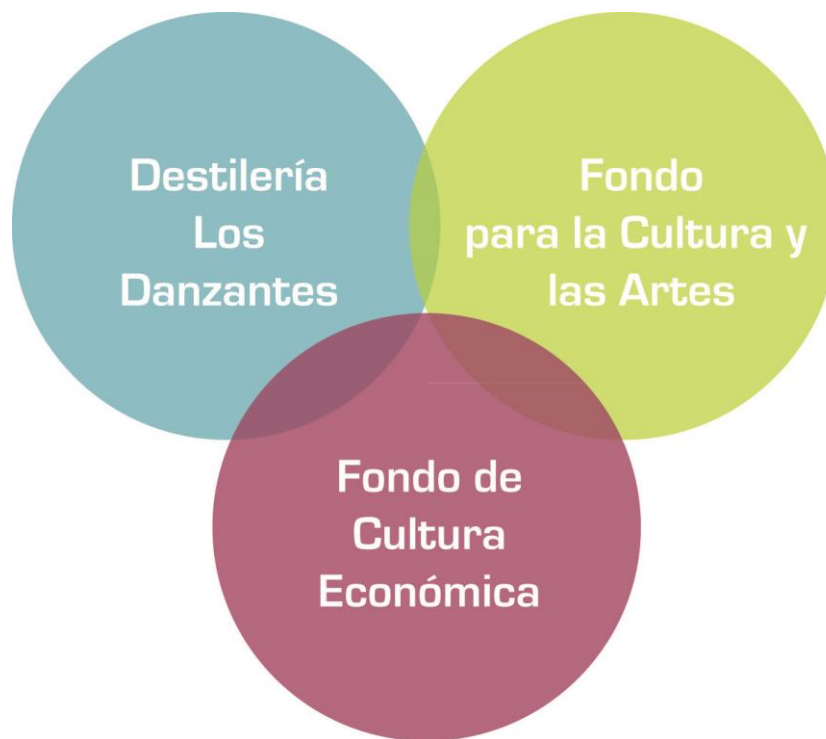 Destilería
Los
Danzantes
Fondo
para la Cultura y
las Artes
Fondo de
Cultura
Económica